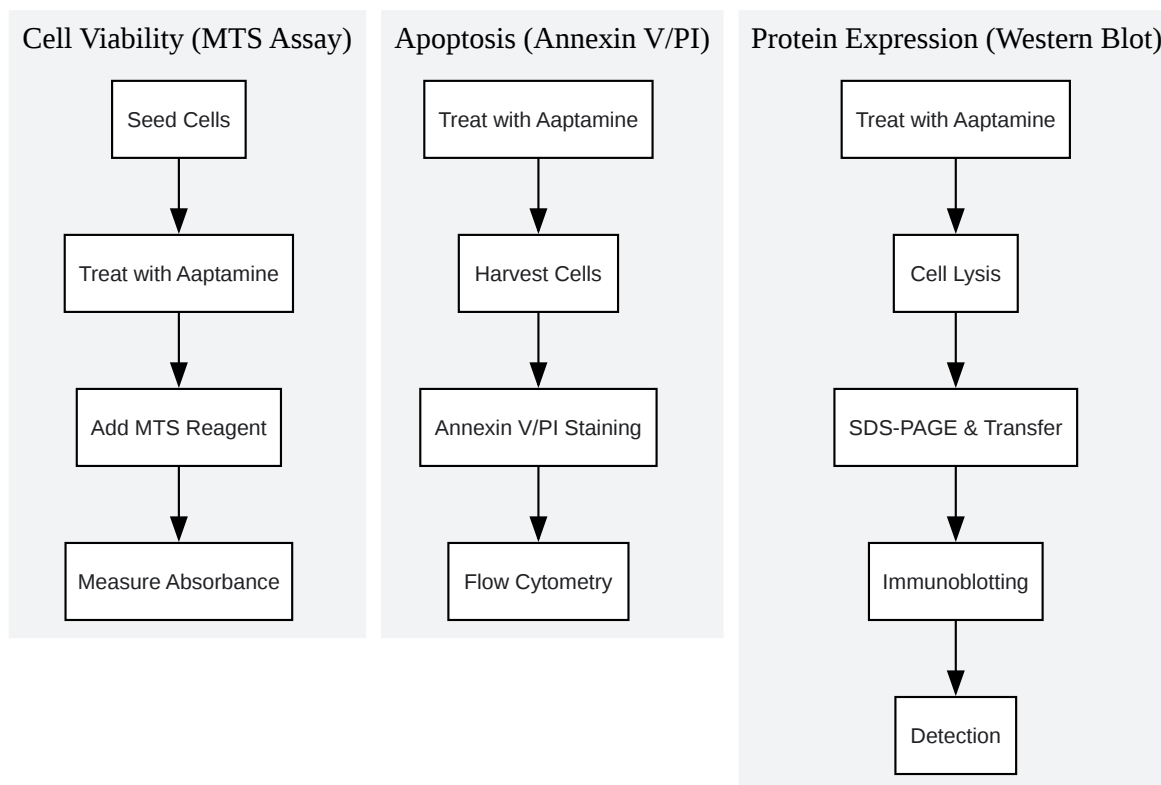 Cell Viability (MTS Assay)
Seed Cells
Treat with Aaptamine
Add MTS Reagent
Measure Absorbance
Apoptosis (Annexin V/PI)
Treat with Aaptamine
Harvest Cells
Annexin V/PI Staining
Flow Cytometry
Protein Expression (Western Blot)
Treat with Aaptamine
Cell Lysis
SDS-PAGE & Transfer
Immunoblotting
Detection